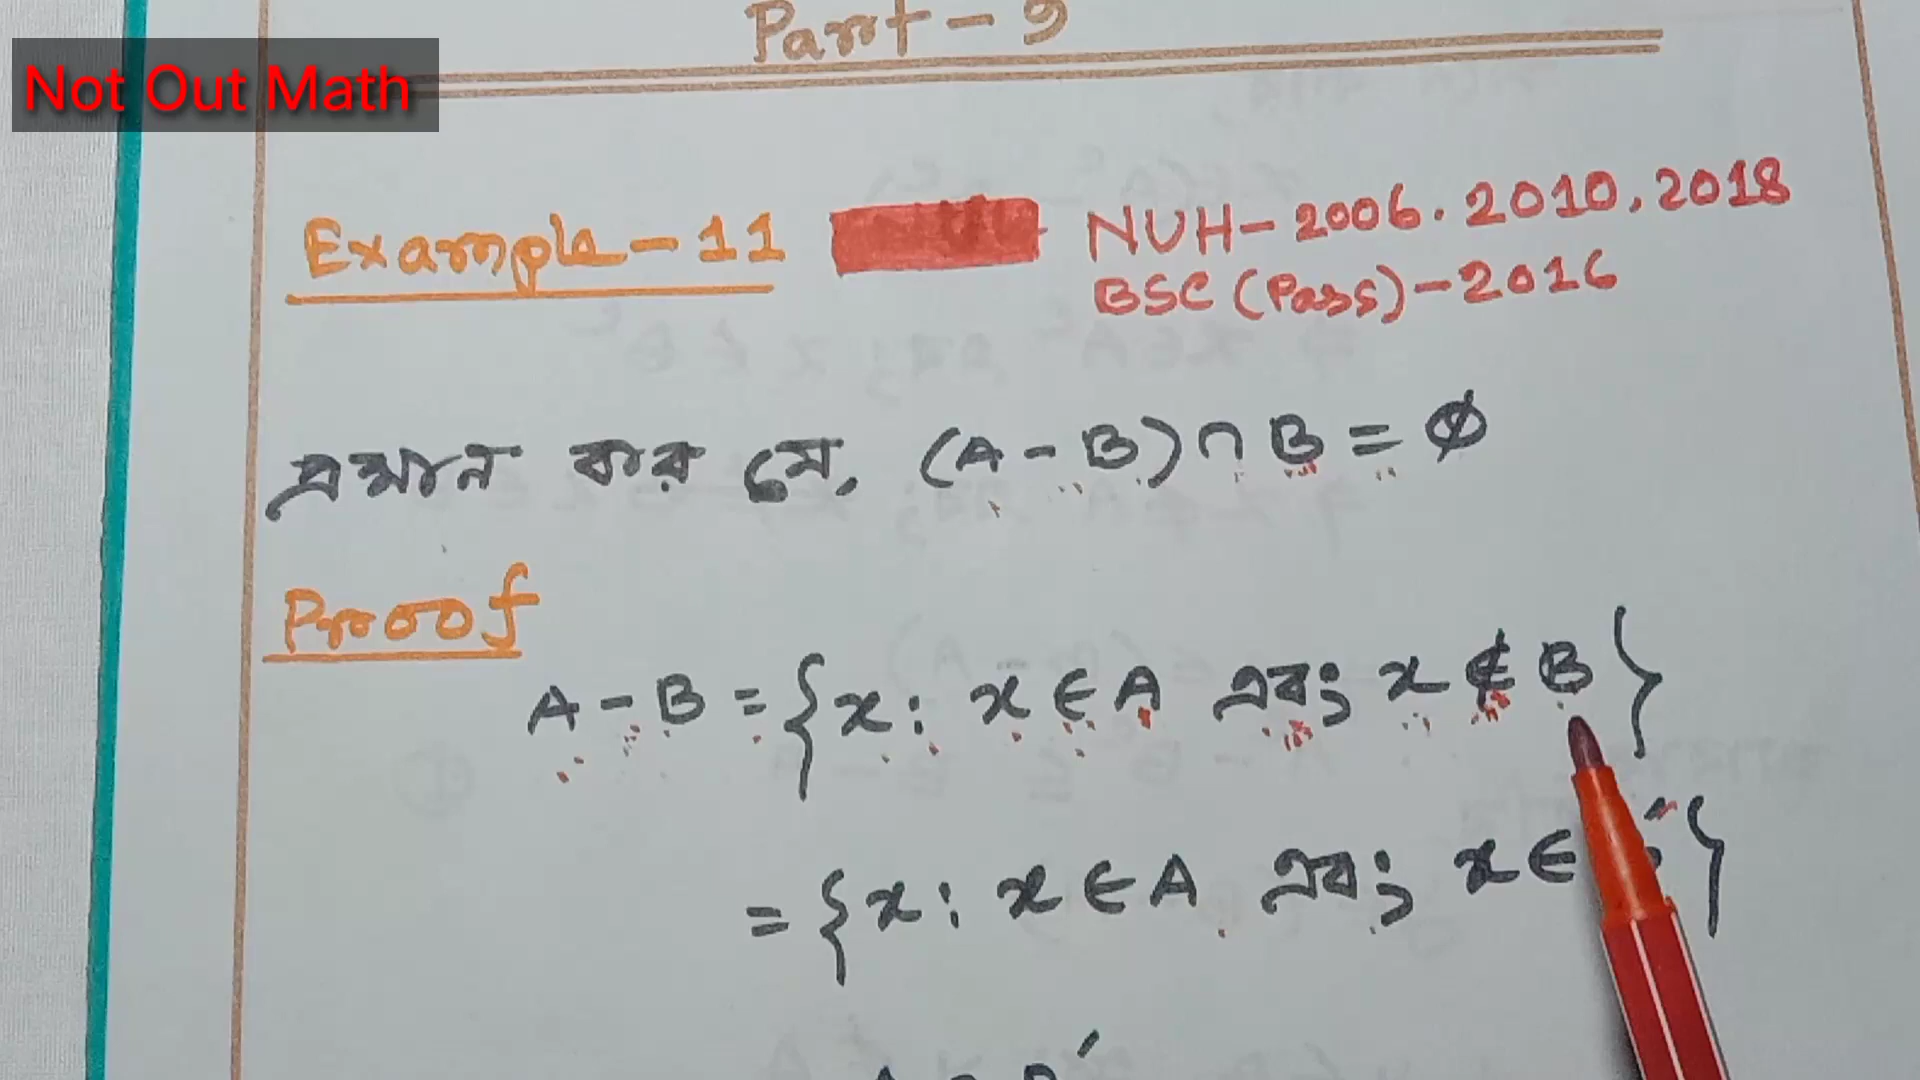 Part - 9
Not Out Math
Example - 11 NUH - 2006. 2010, 2018
BSC (Pass) - 2016
প্রমান কর যে, (A - B) ∩ B = ∅
Proof
A - B = {x : x ∈ A এবং x ∉ B}
= {x : x ∈ A এবং x ∈ }